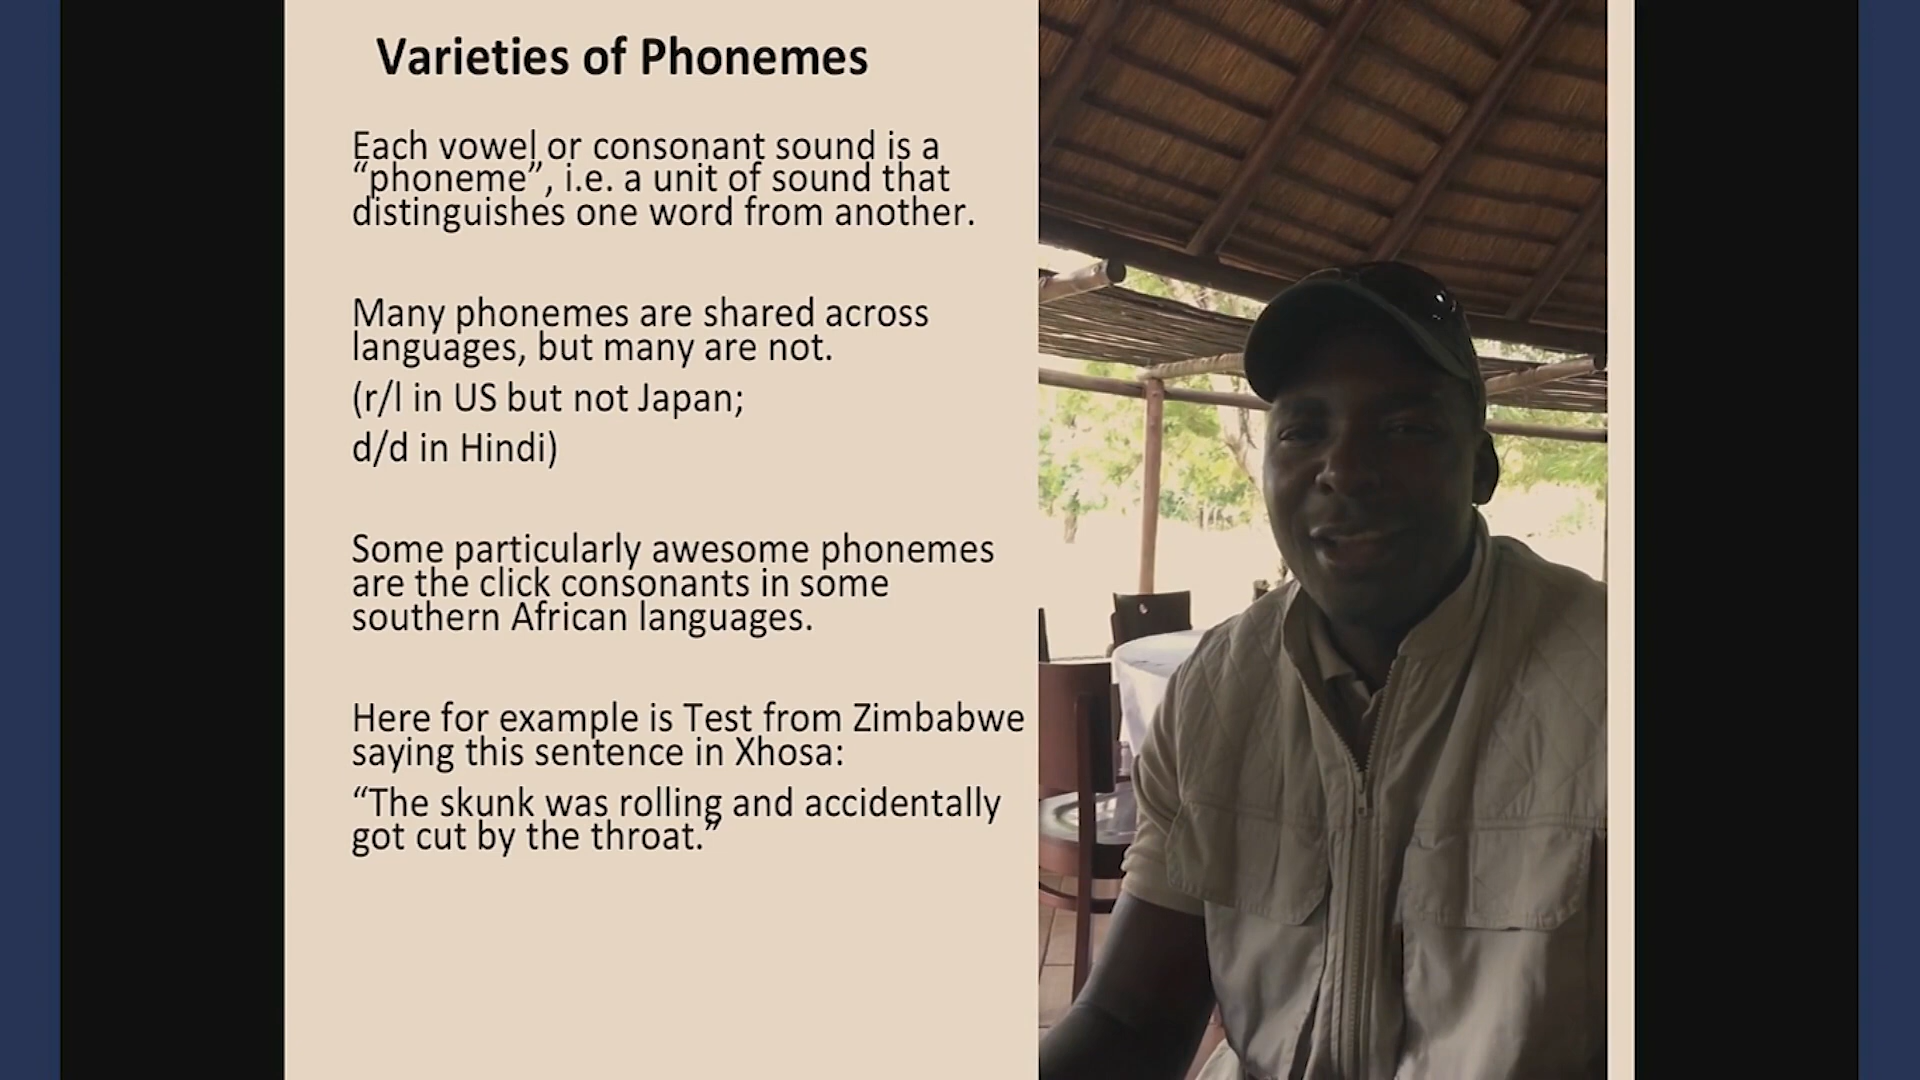 Varieties of Phonemes
Each vowel or consonant sound is a
“phoneme”, i.e. a unit of sound that
distinguishes one word from another.
Many phonemes are shared across
languages, but many are not.
(r/l in US but not Japan;
d/d in Hindi)
Some particularly awesome phonemes
are the click consonants in some
southern African languages.
Here for example is Test from Zimbabwe
saying this sentence in Xhosa:
“The skunk was rolling and accidentally
got cut by the throat.”